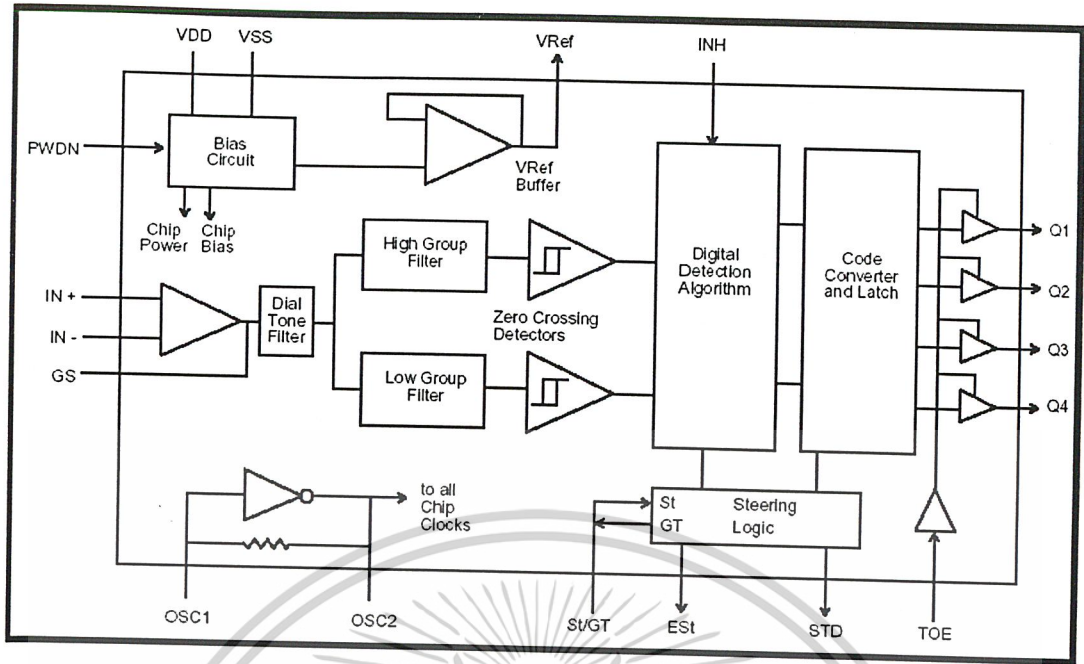 VDD
VSS
VRef
INH
PWDN
Bias
Circuit
VRef
Buffer
Chip
Power
Chip
Bias
High Group
Filter
Digital
Detection
Algorithm
Code
Converter
and Latch
Q1
Q2
Q3
Q4
IN +
IN -
GS
Dial
Tone
Filter
Zero Crossing
Detectors
Low Group
Filter
to all
Chip
Clocks
St
GT
Steering
Logic
OSC1
OSC2
St/GT
ESt
STD
TOE